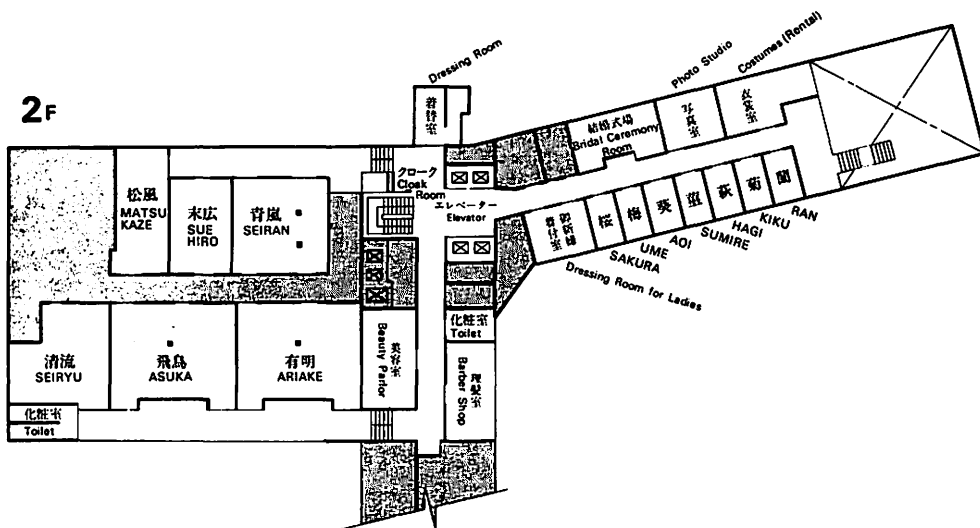 2F
Dressing Room
着替室
Photo Studio
Costumes (Rental)
結婚式場
Bridal Ceremony
Room
写真室
衣裳室
クローク
Cloak
Room
エレベーター
Elevator
松風
MATSU
KAZE
末広
SUE
HIRO
青嵐
SEIRAN
着付室
桜
梅
葵
菫
萩
菊
蘭
RAN
KIKU
HAGI
SUMIRE
AOI
UME
SAKURA
Dressing Room for Ladies
清流
SEIRYU
飛鳥
ASUKA
有明
ARIAKE
美容室
Beauty Parlor
化粧室
Toilet
理髪室
Barber Shop
化粧室
Toilet